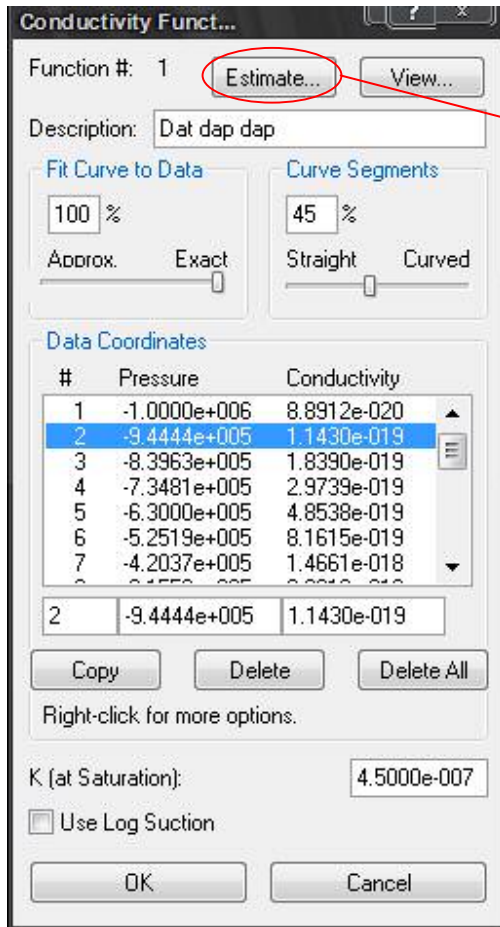 Conductivity Funct... ? x
Function #: 1 Estimate... View...
Description: Dat dap dap
Fit Curve to Data Curve Segments
100 % 45 %
Approx. Exact Straight Curved
Data Coordinates
# Pressure Conductivity
1 -1.0000e+006 8.8912e-020
2 -9.4444e+005 1.1430e-019
3 -8.3963e+005 1.8390e-019
4 -7.3481e+005 2.9739e-019
5 -6.3000e+005 4.8538e-019
6 -5.2519e+005 8.1615e-019
7 -4.2037e+005 1.4661e-018
2 -9.4444e+005 1.1430e-019
Copy Delete Delete All
Right-click for more options.
K (at Saturation): 4.5000e-007
Use Log Suction
OK Cancel